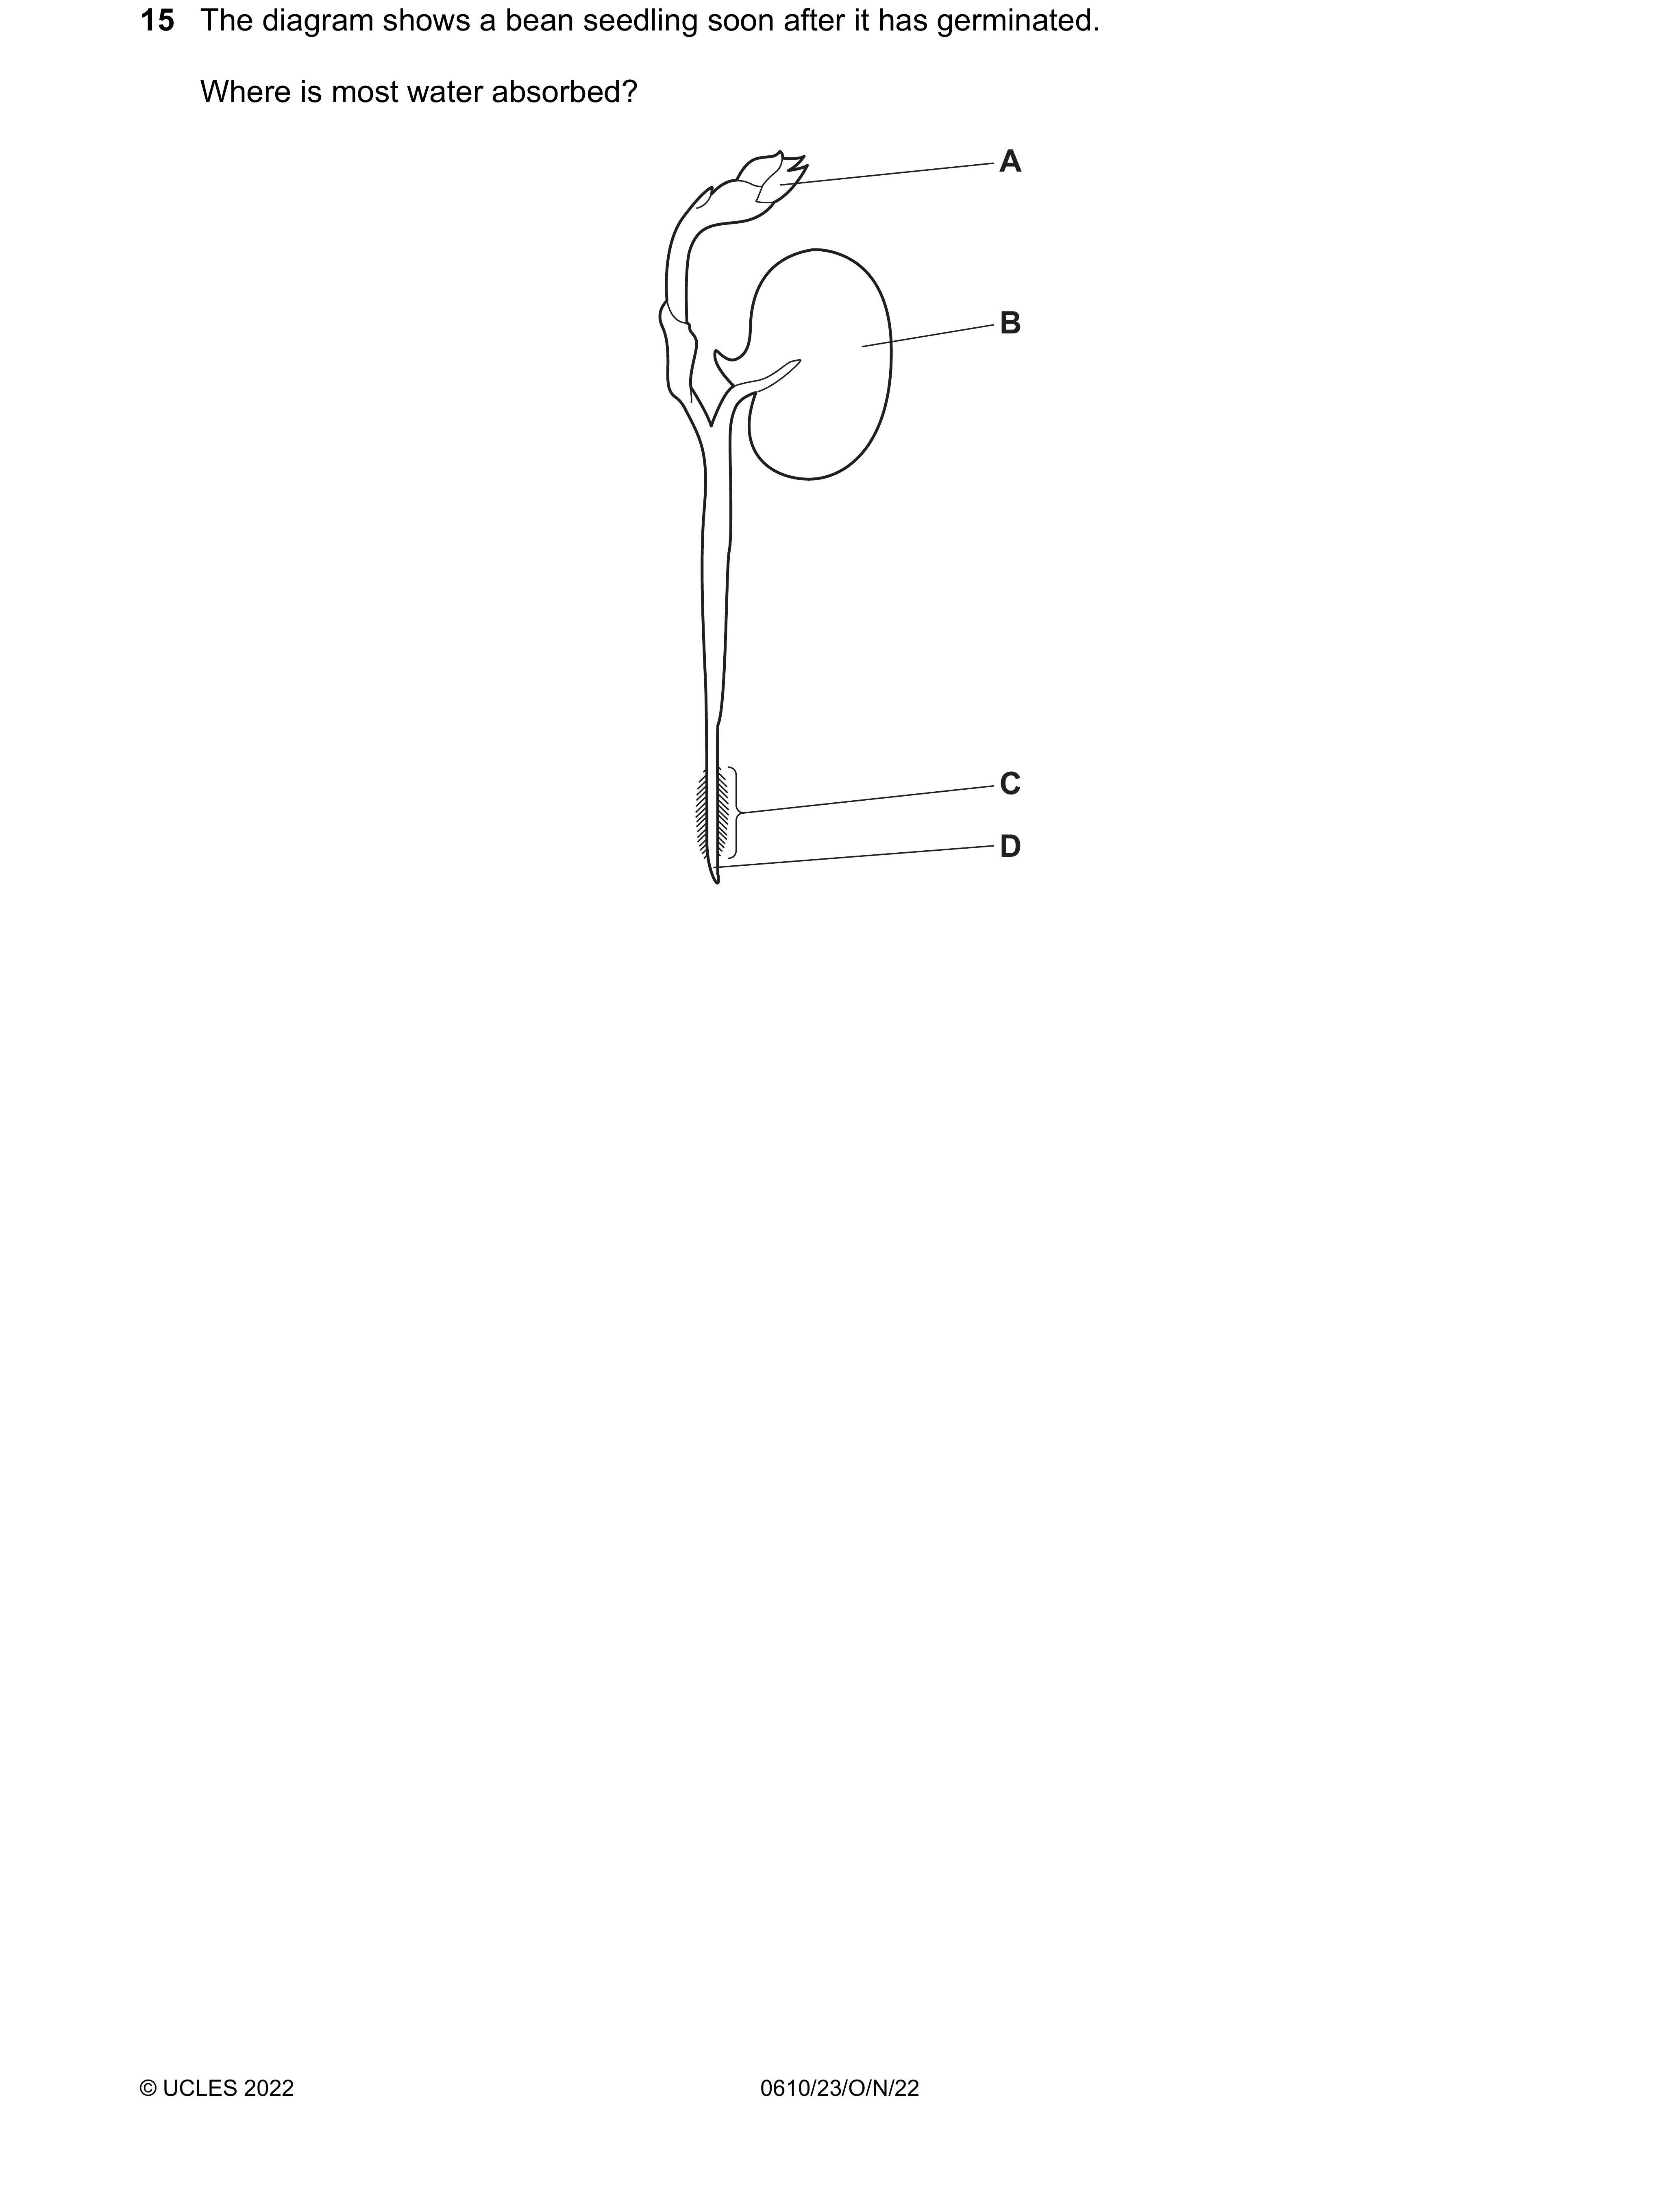 15 The diagram shows a bean seedling soon after it has germinated.
Where is most water absorbed?
A
B
C
D
© UCLES 2022 0610/23/O/N/22